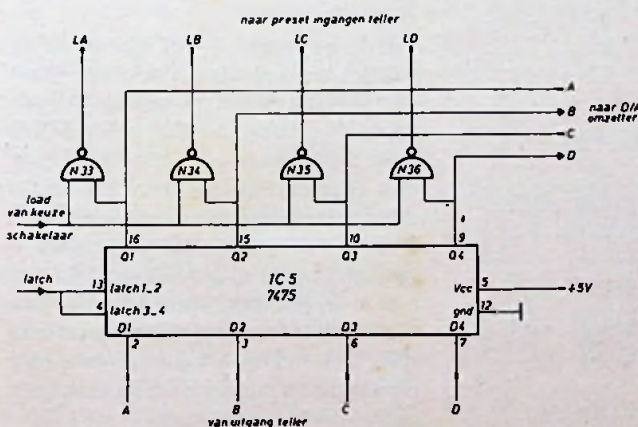 naar preset ingangen teller
LA LB LC LD
A
B naar D/A
C omzetter
D
N33 N34 N35 N36
load
van keuze
schakelaar
16 15 10 9
Q1 Q2 Q3 Q4
latch
13 latch 1_2
4 latch 3_4
IC 5
7475
Vcc 5 +5V
gnd 12
D1 D2 D3 D4
2 3 6 7
A B C D
van uitgang teller